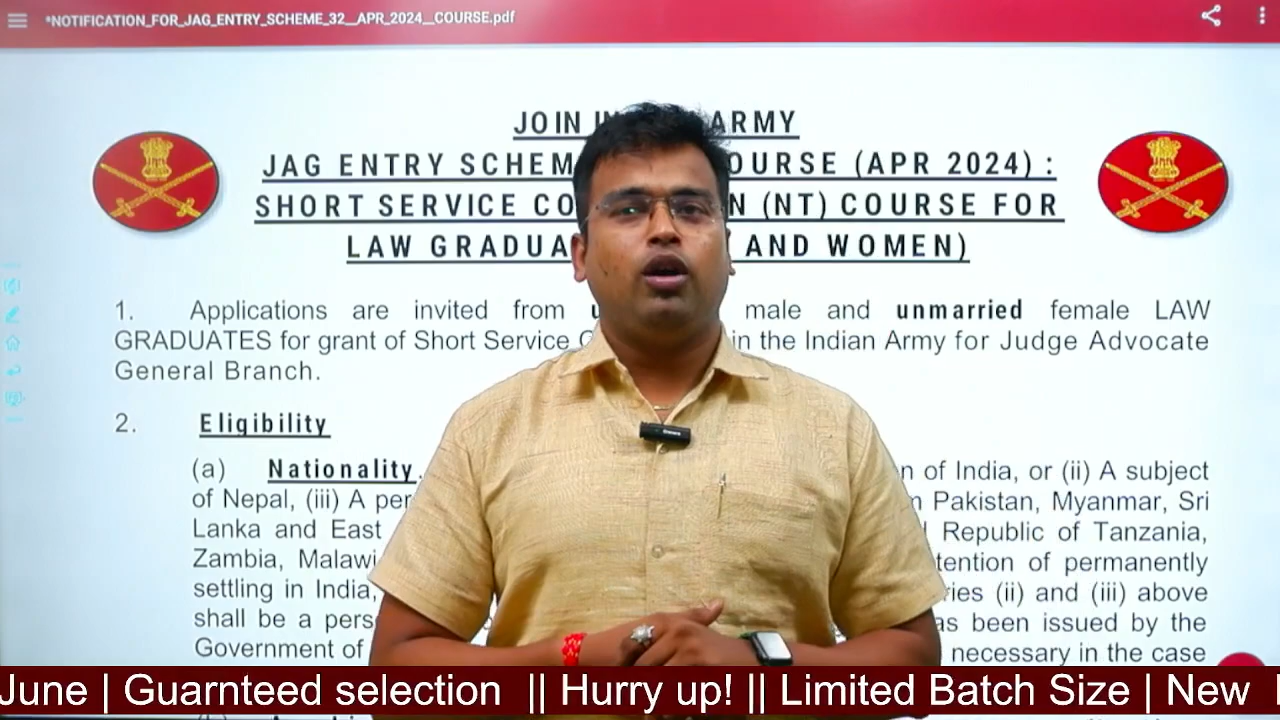 *NOTIFICATION_FOR_JAG_ENTRY_SCHEME_32__APR_2024__COURSE.pdf
JOIN IN ARMY
JAG ENTRY SCHEM OURSE (APR 2024) :
SHORT SERVICE CO N (NT) COURSE FOR
LAW GRADUA AND WOMEN)
1. Applications are invited from u male and unmarried female LAW
GRADUATES for grant of Short Service in the Indian Army for Judge Advocate
General Branch.
2. Eligibility
(a) Nationality. n of India, or (ii) A subject
of Nepal, (iii) A per Pakistan, Myanmar, Sri
Lanka and East Republic of Tanzania,
Zambia, Malawi tention of permanently
settling in India, ries (ii) and (iii) above
shall be a pers as been issued by the
Government of necessary in the case
June | Guarnteed selection || Hurry up! || Limited Batch Size | New